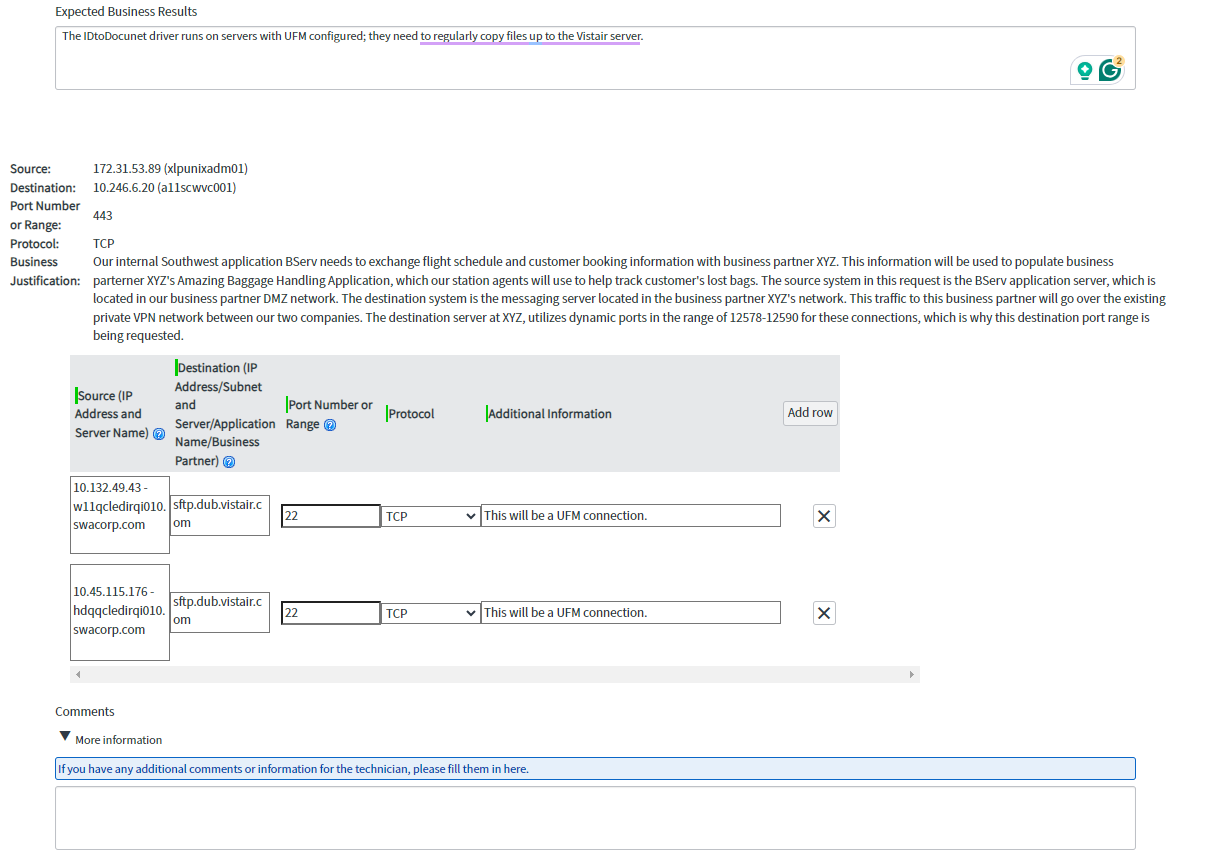 Expected Business Results
The IDtoDocunet driver runs on servers with UFM configured; they need to regularly copy files up to the Vistair server.
2
Source: 172.31.53.89 (xlpunixadm01)
Destination: 10.246.6.20 (a11scwvc001)
Port Number
or Range:
443
Protocol: TCP
Business
Justification:
Our internal Southwest application BServ needs to exchange flight schedule and customer booking information with business partner XYZ. This information will be used to populate business
parterner XYZ's Amazing Baggage Handling Application, which our station agents will use to help track customer's lost bags. The source system in this request is the BServ application server, which is
located in our business partner DMZ network. The destination system is the messaging server located in the business partner XYZ's network. This traffic to this business partner will go over the existing
private VPN network between our two companies. The destination server at XYZ, utilizes dynamic ports in the range of 12578-12590 for these connections, which is why this destination port range is
being requested.
Source (IP
Address and
Server Name)
Destination (IP
Address/Subnet
and
Server/Application
Name/Business
Partner)
Port Number or
Range
Protocol
Additional Information
Add row
10.132.49.43 -
w11qcledirqi010.
swacorp.com
sftp.dub.vistair.c
om
22
TCP
This will be a UFM connection.
10.45.115.176 -
hdqqcledirqi010.
swacorp.com
sftp.dub.vistair.c
om
22
TCP
This will be a UFM connection.
Comments
More information
If you have any additional comments or information for the technician, please fill them in here.